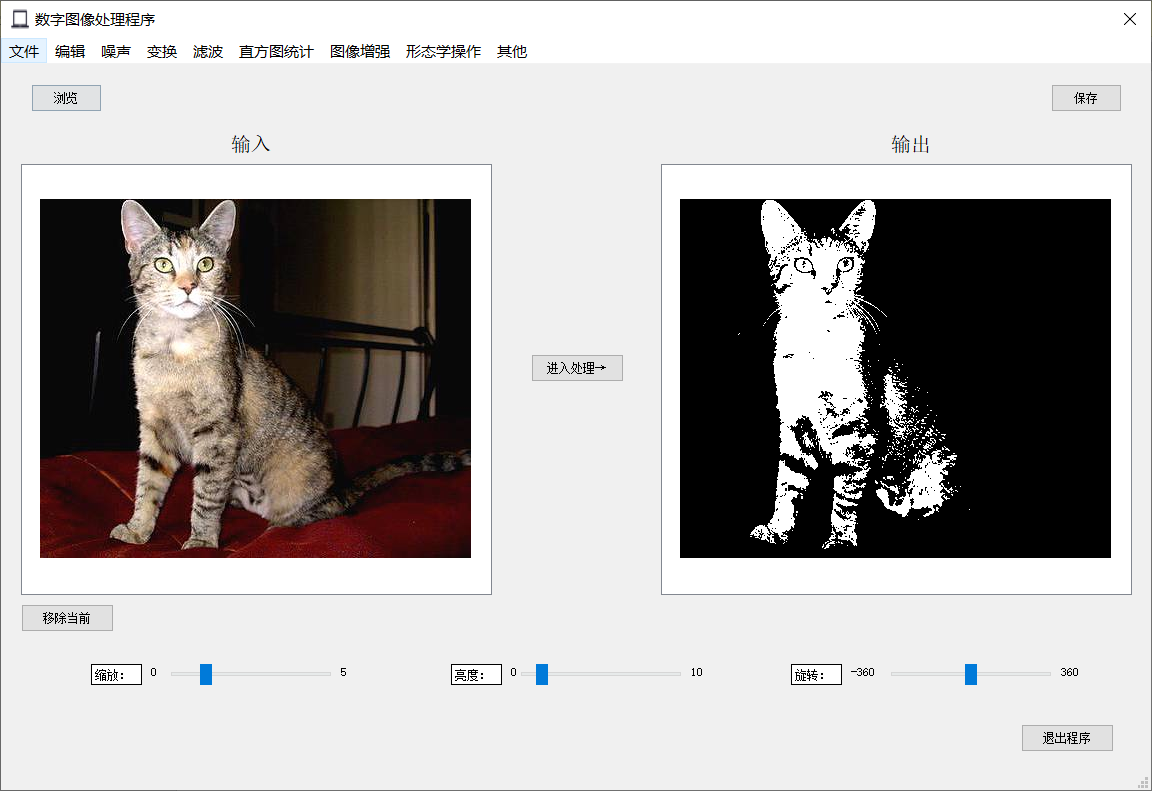 数字图像处理程序
文件 编辑 噪声 变换 滤波 直方图统计 图像增强 形态学操作 其他
浏览 保存
输入 输出
进入处理→
移除当前
缩放: 0 5 亮度: 0 10 旋转: -360 360
退出程序